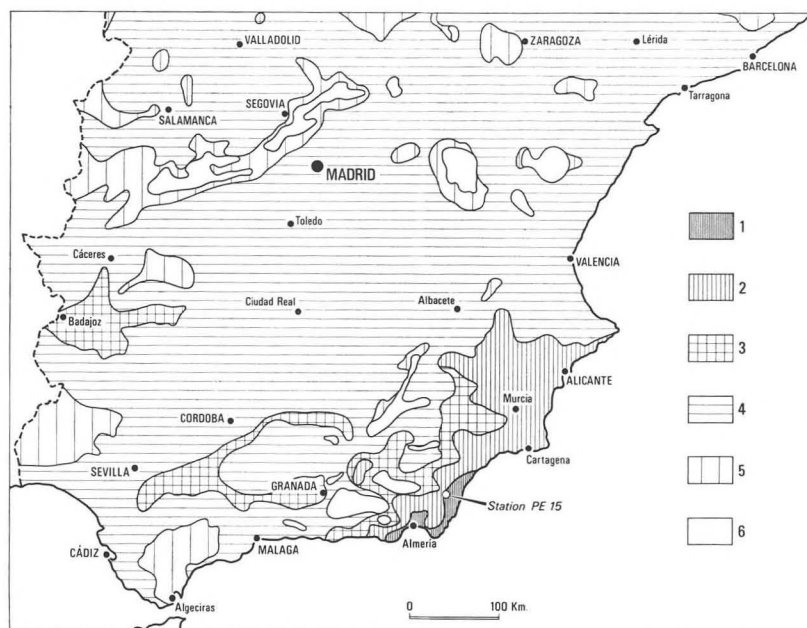 VALLADOLID
ZARAGOZA
Lérida
BARCELONA
Tarragona
SALAMANCA
SEGOVIA
MADRID
Toledo
Cáceres
VALENCIA
Ciudad Real
Albacete
Badajoz
ALICANTE
Murcia
CORDOBA
Cartagena
SEVILLA
GRANADA
Station PE 15
Almeria
MALAGA
CÁDIZ
Algeciras
0 100 Km.
1
2
3
4
5
6